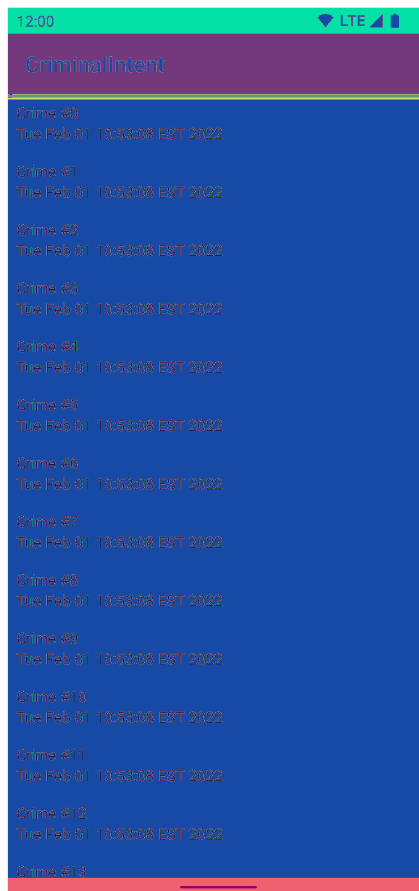 12:00 LTE
CriminalIntent
Crime #0
Tue Feb 01 10:53:08 EST 2022
Crime #1
Tue Feb 01 10:53:08 EST 2022
Crime #2
Tue Feb 01 10:53:08 EST 2022
Crime #3
Tue Feb 01 10:53:08 EST 2022
Crime #4
Tue Feb 01 10:53:08 EST 2022
Crime #5
Tue Feb 01 10:53:08 EST 2022
Crime #6
Tue Feb 01 10:53:08 EST 2022
Crime #7
Tue Feb 01 10:53:08 EST 2022
Crime #8
Tue Feb 01 10:53:08 EST 2022
Crime #9
Tue Feb 01 10:53:08 EST 2022
Crime #10
Tue Feb 01 10:53:08 EST 2022
Crime #11
Tue Feb 01 10:53:08 EST 2022
Crime #12
Tue Feb 01 10:53:08 EST 2022
Crime #13